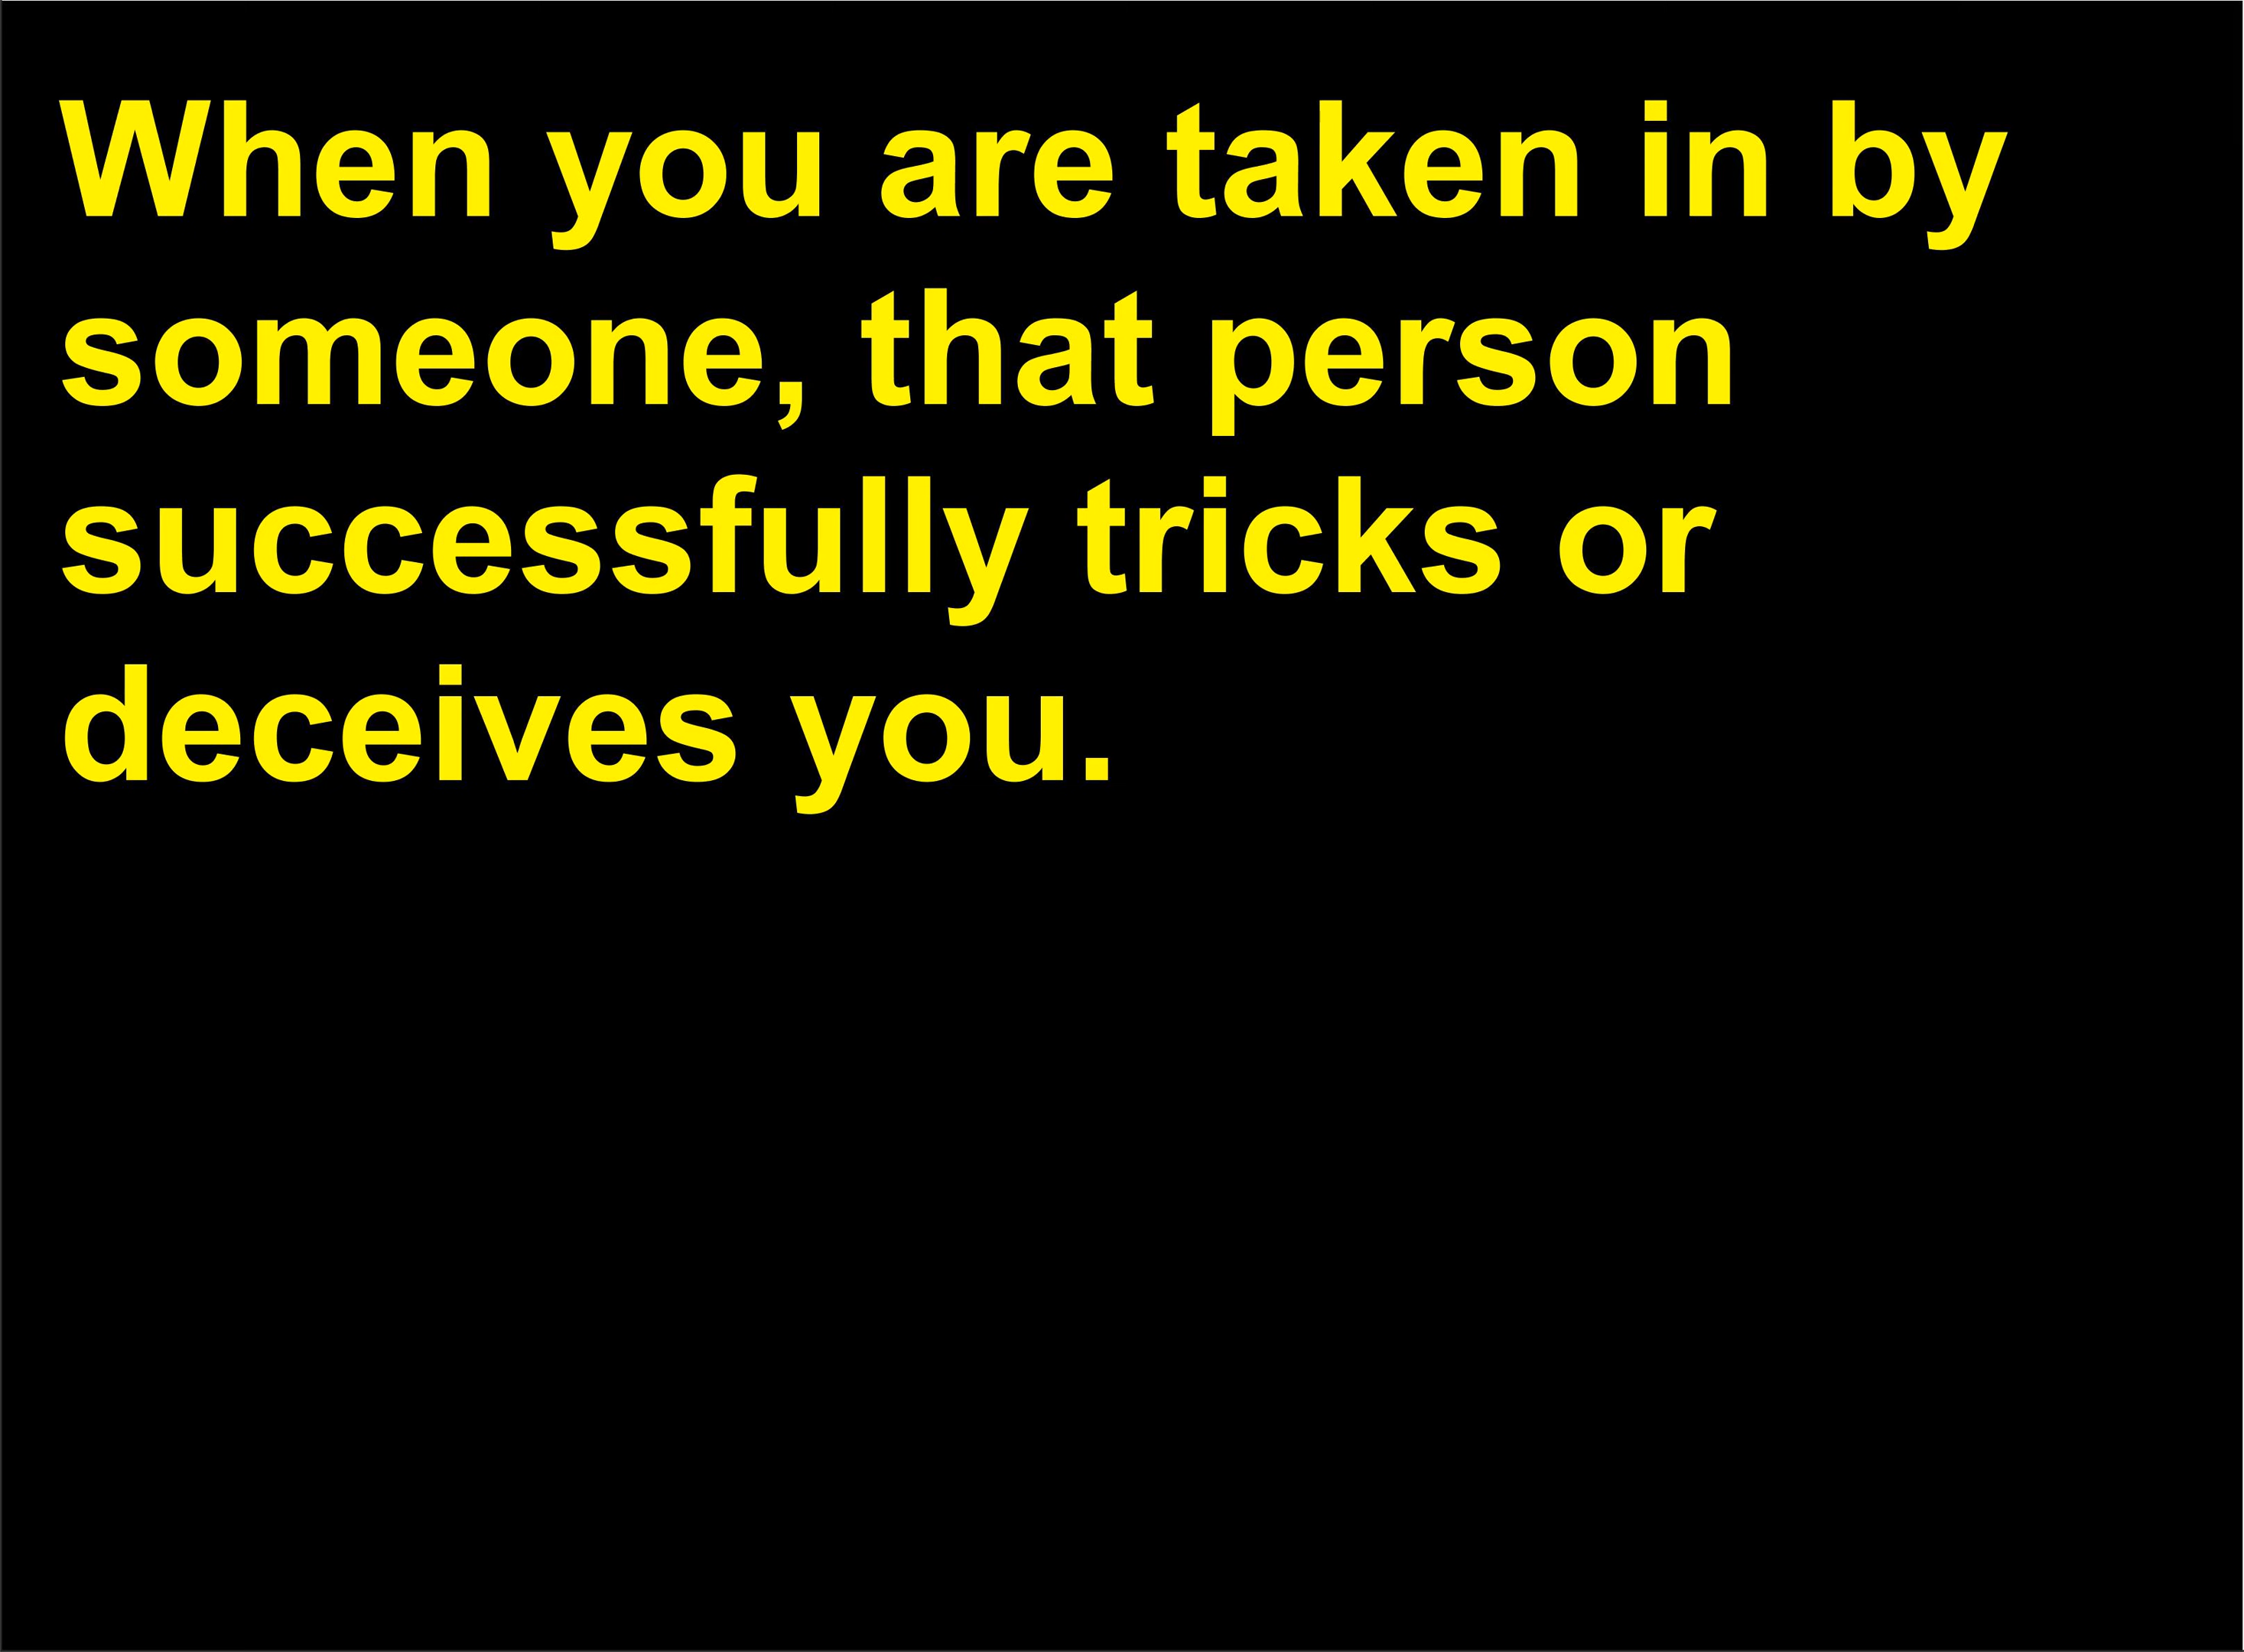 When you are taken in by
someone, that person
successfully tricks or
deceives you.